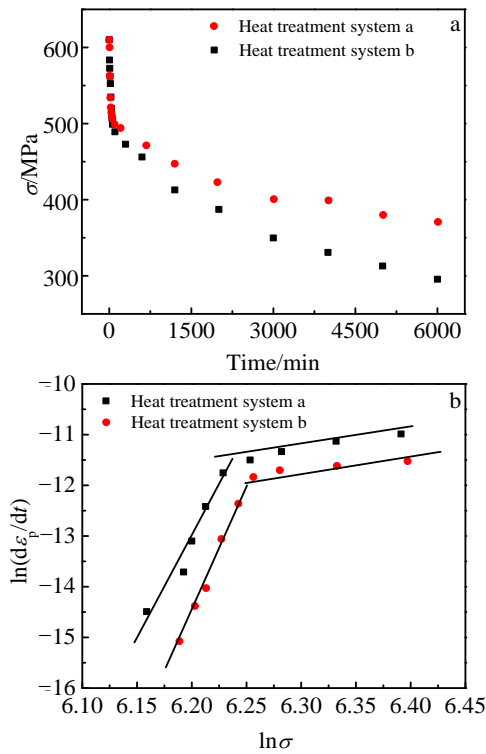 a
Heat treatment system a
Heat treatment system b
600
500
400
300
σ/MPa
0
1500
3000
4500
6000
Time/min
b
Heat treatment system a
Heat treatment system b
−10
−11
−12
−13
−14
−15
−16
ln(dεp/dt)
6.10
6.15
6.20
6.25
6.30
6.35
6.40
6.45
lnσ